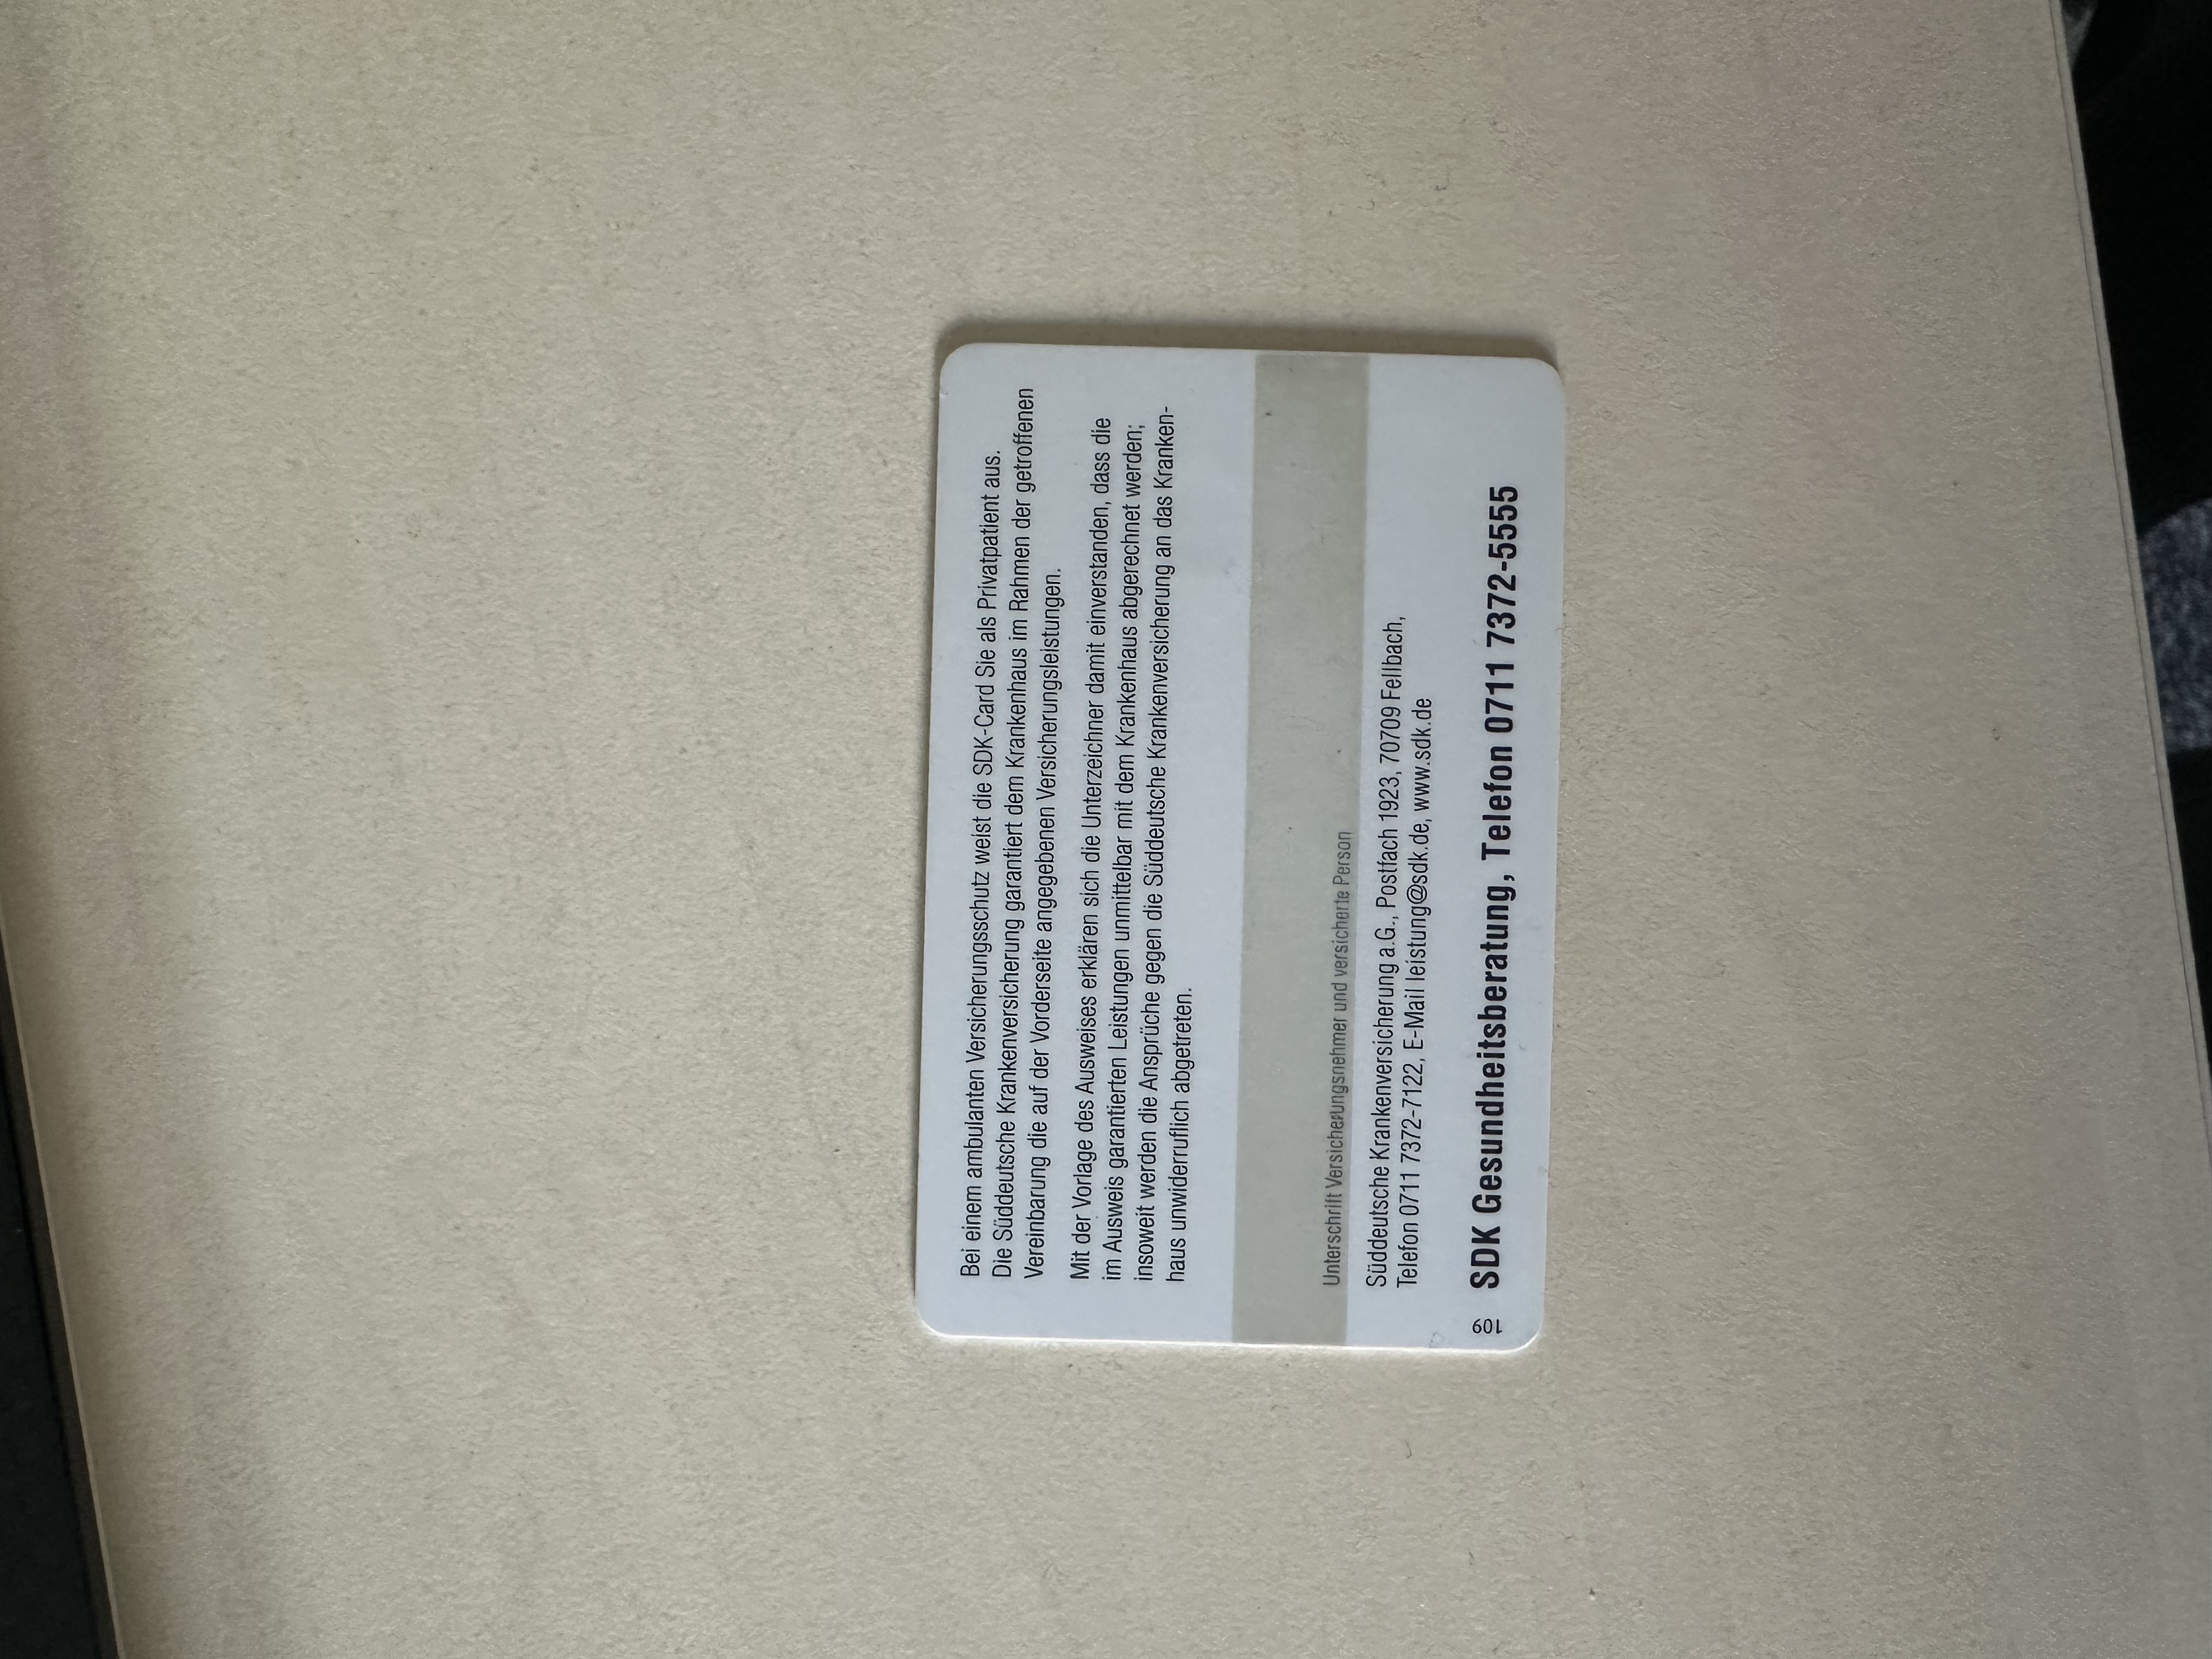 Bei einem ambulanten Versicherungsschutz weist die SDK-Card Sie als Privatpatient aus.
Die Süddeutsche Krankenversicherung garantiert dem Krankenhaus im Rahmen der getroffenen
Vereinbarung die auf der Vorderseite angegebenen Versicherungsleistungen.
Mit der Vorlage des Ausweises erklären sich die Unterzeichner damit einverstanden, dass die
im Ausweis garantierten Leistungen unmittelbar mit dem Krankenhaus abgerechnet werden;
insoweit werden die Ansprüche gegen die Süddeutsche Krankenversicherung an das Kranken-
haus unwiderruflich abgetreten.
Unterschrift Versicherungsnehmer und versicherte Person
Süddeutsche Krankenversicherung a.G., Postfach 1923, 70709 Fellbach,
Telefon 0711 7372-7122, E-Mail leistung@sdk.de, www.sdk.de
109
SDK Gesundheitsberatung, Telefon 0711 7372-5555